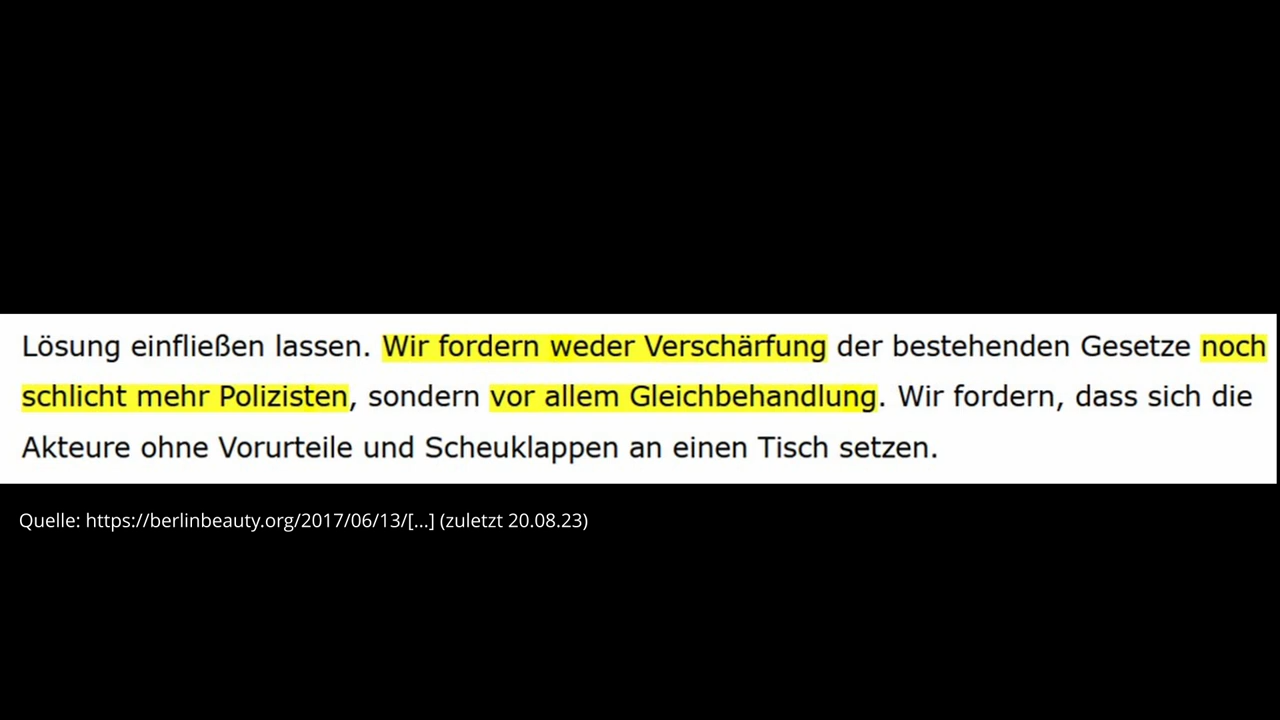 Lösung einfließen lassen. Wir fordern weder Verschärfung der bestehenden Gesetze noch
schlicht mehr Polizisten, sondern vor allem Gleichbehandlung. Wir fordern, dass sich die
Akteure ohne Vorurteile und Scheuklappen an einen Tisch setzen.
Quelle: https://berlinbeauty.org/2017/06/13/[...] (zuletzt 20.08.23)